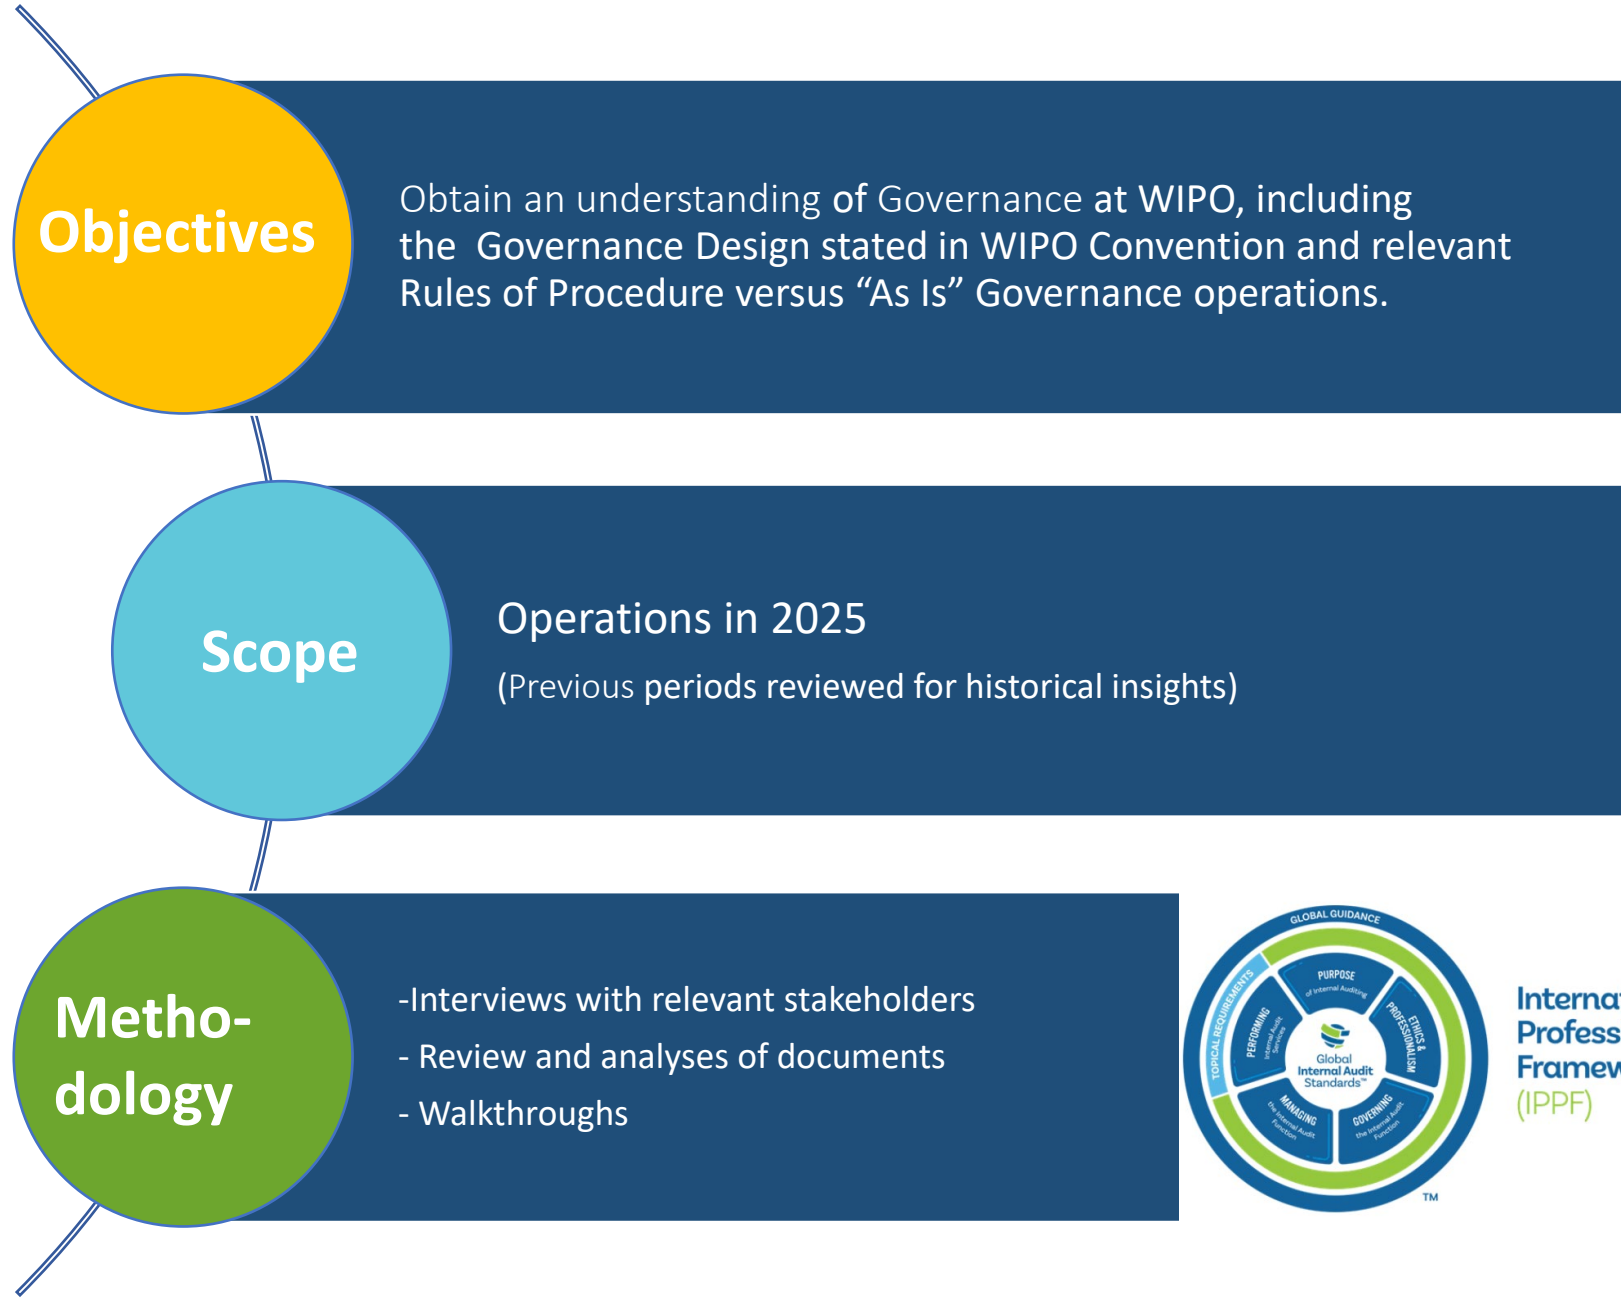 Objectives
Obtain an understanding of Governance at WIPO, including
the Governance Design stated in WIPO Convention and relevant
Rules of Procedure versus “As Is” Governance operations.
Scope
Operations in 2025
(Previous periods reviewed for historical insights)
Metho-
dology
-Interviews with relevant stakeholders
- Review and analyses of documents
- Walkthroughs
GLOBAL GUIDANCE
TOPICAL REQUIREMENTS
PURPOSE
of Internal Auditing
ETHICS &
PROFESSIONALISM
GOVERNING
the Internal Audit
Function
MANAGING
the Internal Audit
Function
PERFORMING
Internal Audit
Services
Global
Internal Audit
Standards™
TM
Interna
Profess
Framew
(IPPF)